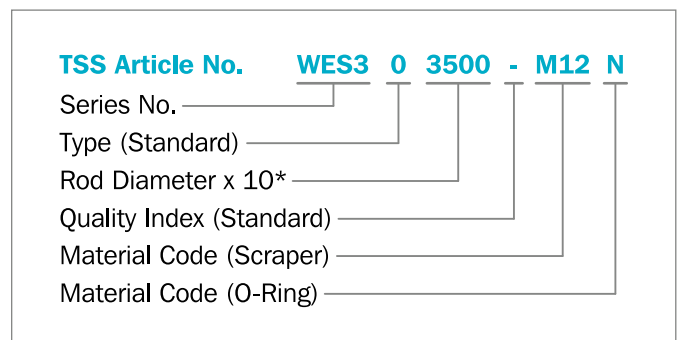 TSS Article No. WES3 0 3500 - M12 N
Series No.
Type (Standard)
Rod Diameter x 10*
Quality Index (Standard)
Material Code (Scraper)
Material Code (O-Ring)